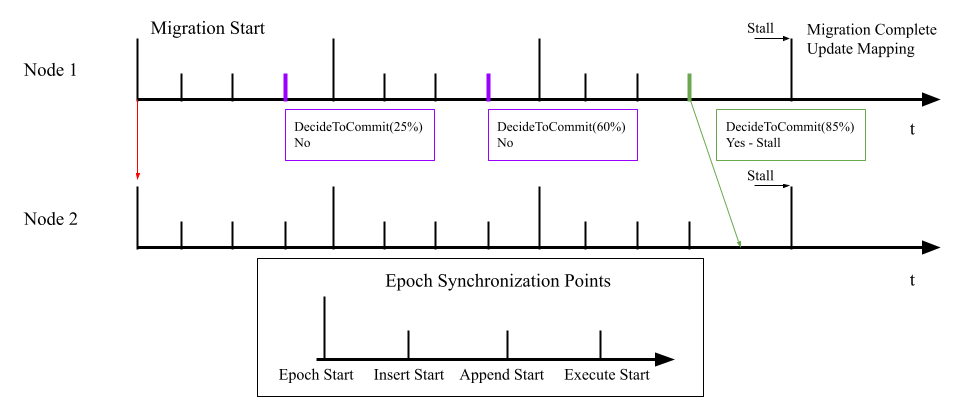 Migration Start
Stall
Migration Complete
Update Mapping
Node 1
DecideToCommit(25%)
No
DecideToCommit(60%)
No
DecideToCommit(85%)
Yes - Stall
t
Stall
Node 2
t
Epoch Synchronization Points
Epoch Start
Insert Start
Append Start
Execute Start